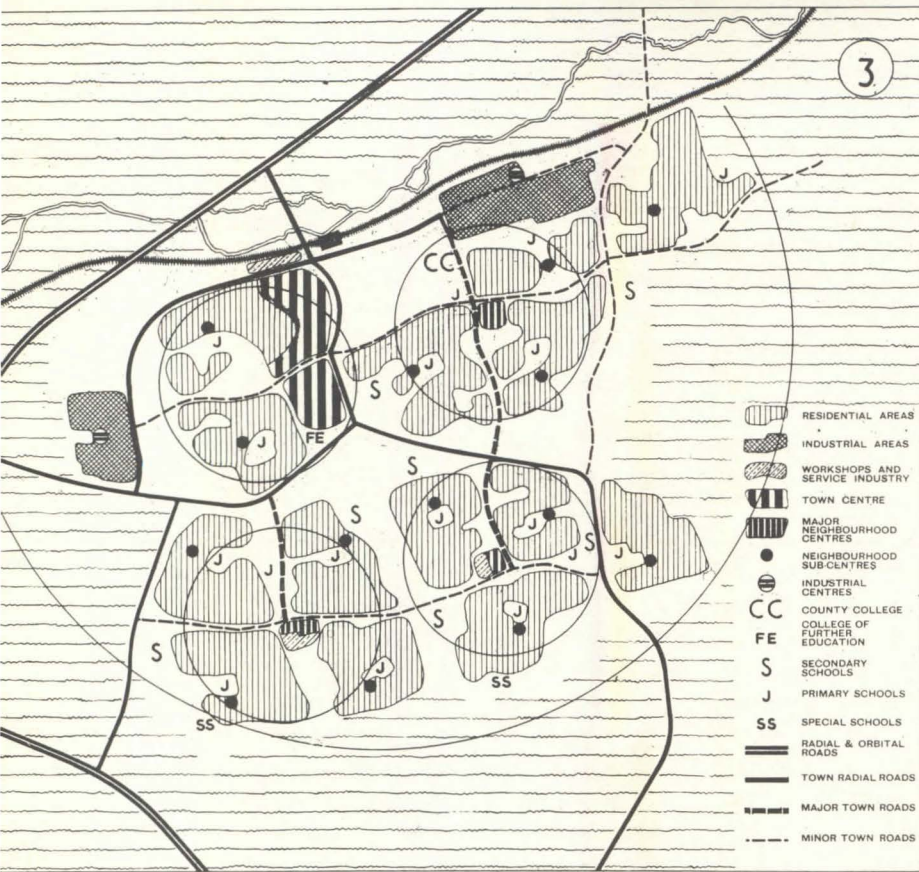 3
J
J
CC
S
J
J
J
J
S
FE
J
S
S
J
J
S
J
J
J
J
J
J
S
S
J
SS
J
SS
RESIDENTIAL AREAS
INDUSTRIAL AREAS
WORKSHOPS AND
SERVICE INDUSTRY
TOWN CENTRE
MAJOR
NEIGHBOURHOOD
CENTRES
NEIGHBOURHOOD
SUB-CENTRES
INDUSTRIAL
CENTRES
CC COUNTY COLLEGE
FE COLLEGE OF
FURTHER
EDUCATION
S SECONDARY
SCHOOLS
J PRIMARY SCHOOLS
SS SPECIAL SCHOOLS
RADIAL & ORBITAL
ROADS
TOWN RADIAL ROADS
MAJOR TOWN ROADS
MINOR TOWN ROADS